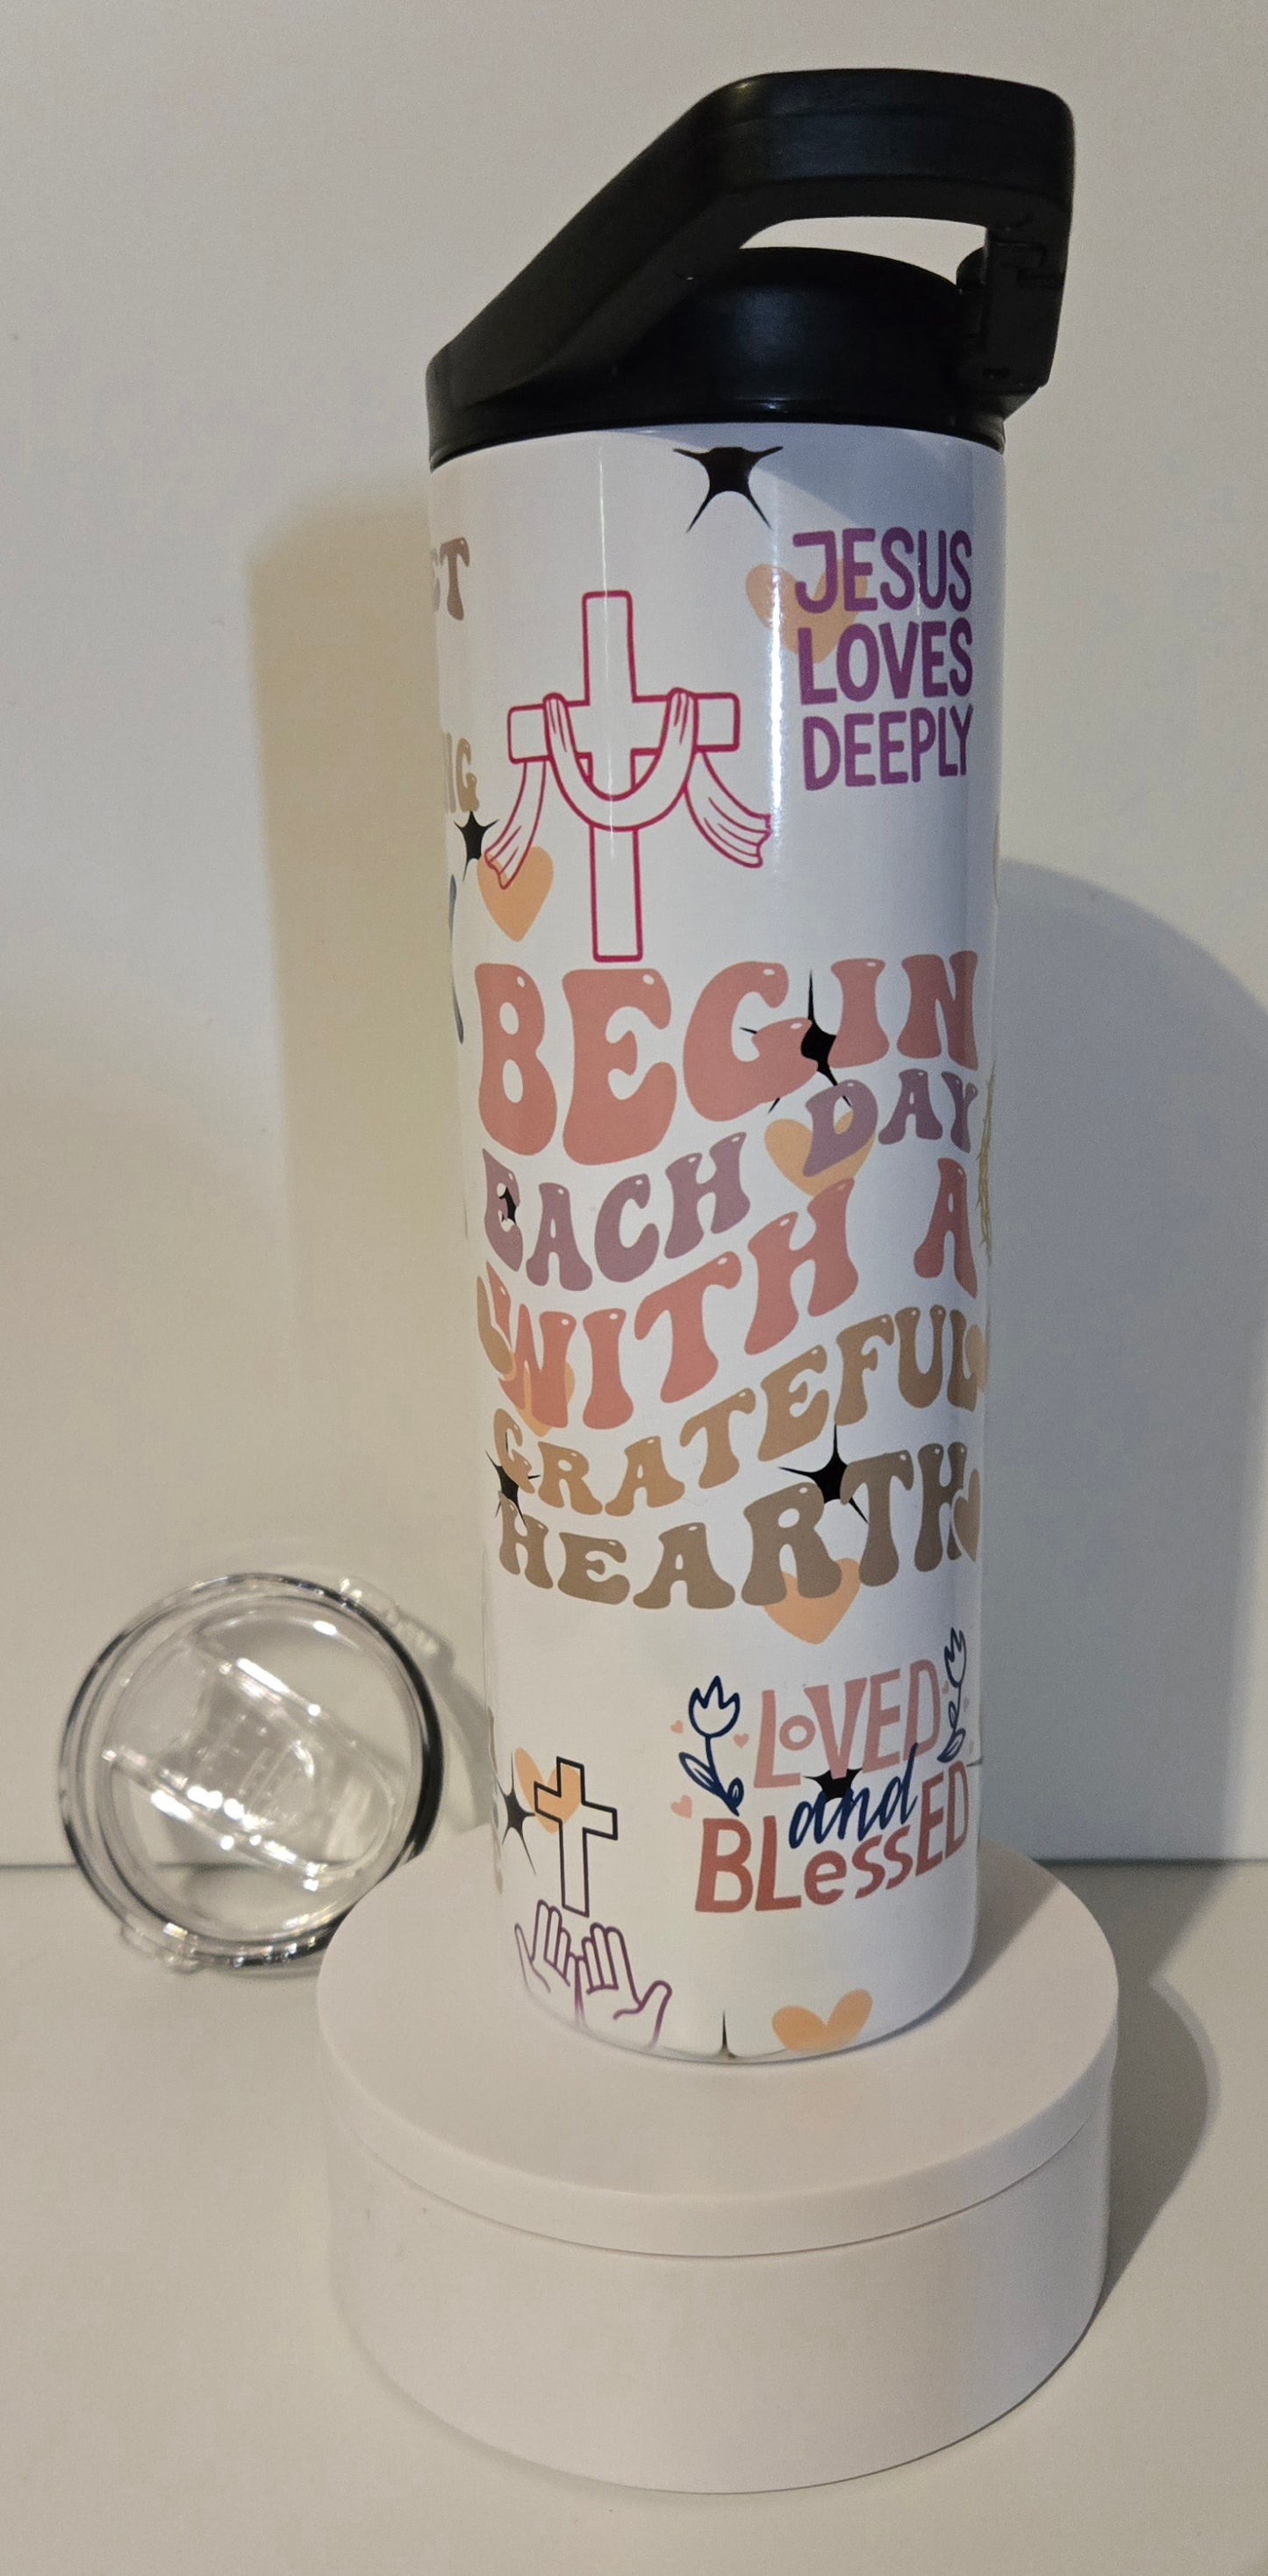 JESUS
LOVES
DEEPLY
BEGIN
EACH DAY
WITH A
GRATEFUL
HEART
LOVED
and
BLessED